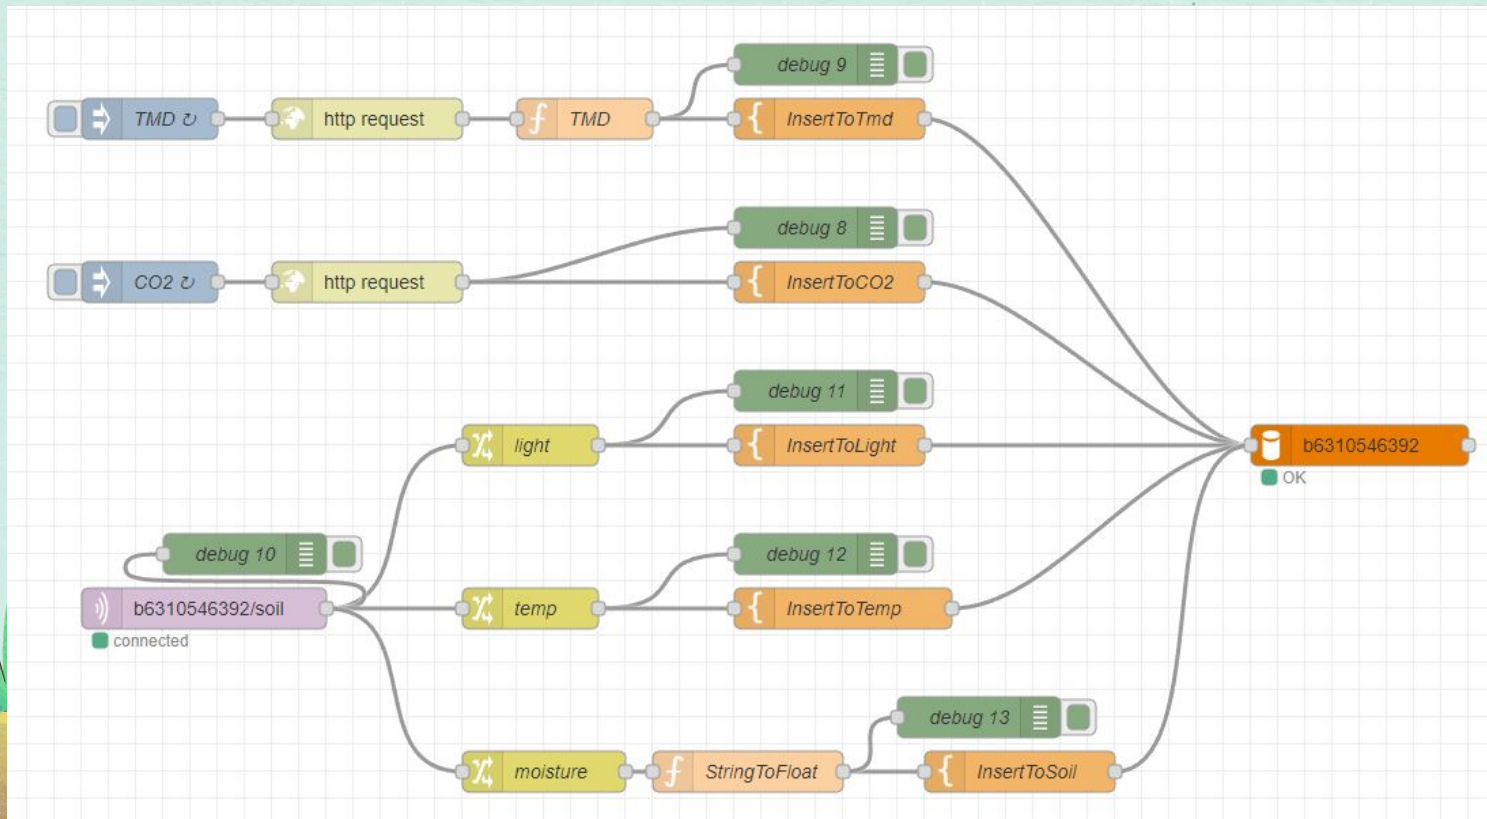 debug 9
TMD ↻
http request
TMD
InsertToTmd
debug 8
CO2 ↻
http request
InsertToCO2
debug 11
light
InsertToLight
b6310546392
OK
debug 10
debug 12
b6310546392/soil
temp
InsertToTemp
connected
debug 13
moisture
StringToFloat
InsertToSoil